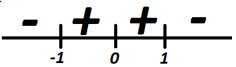 - + + -
-1 0 1